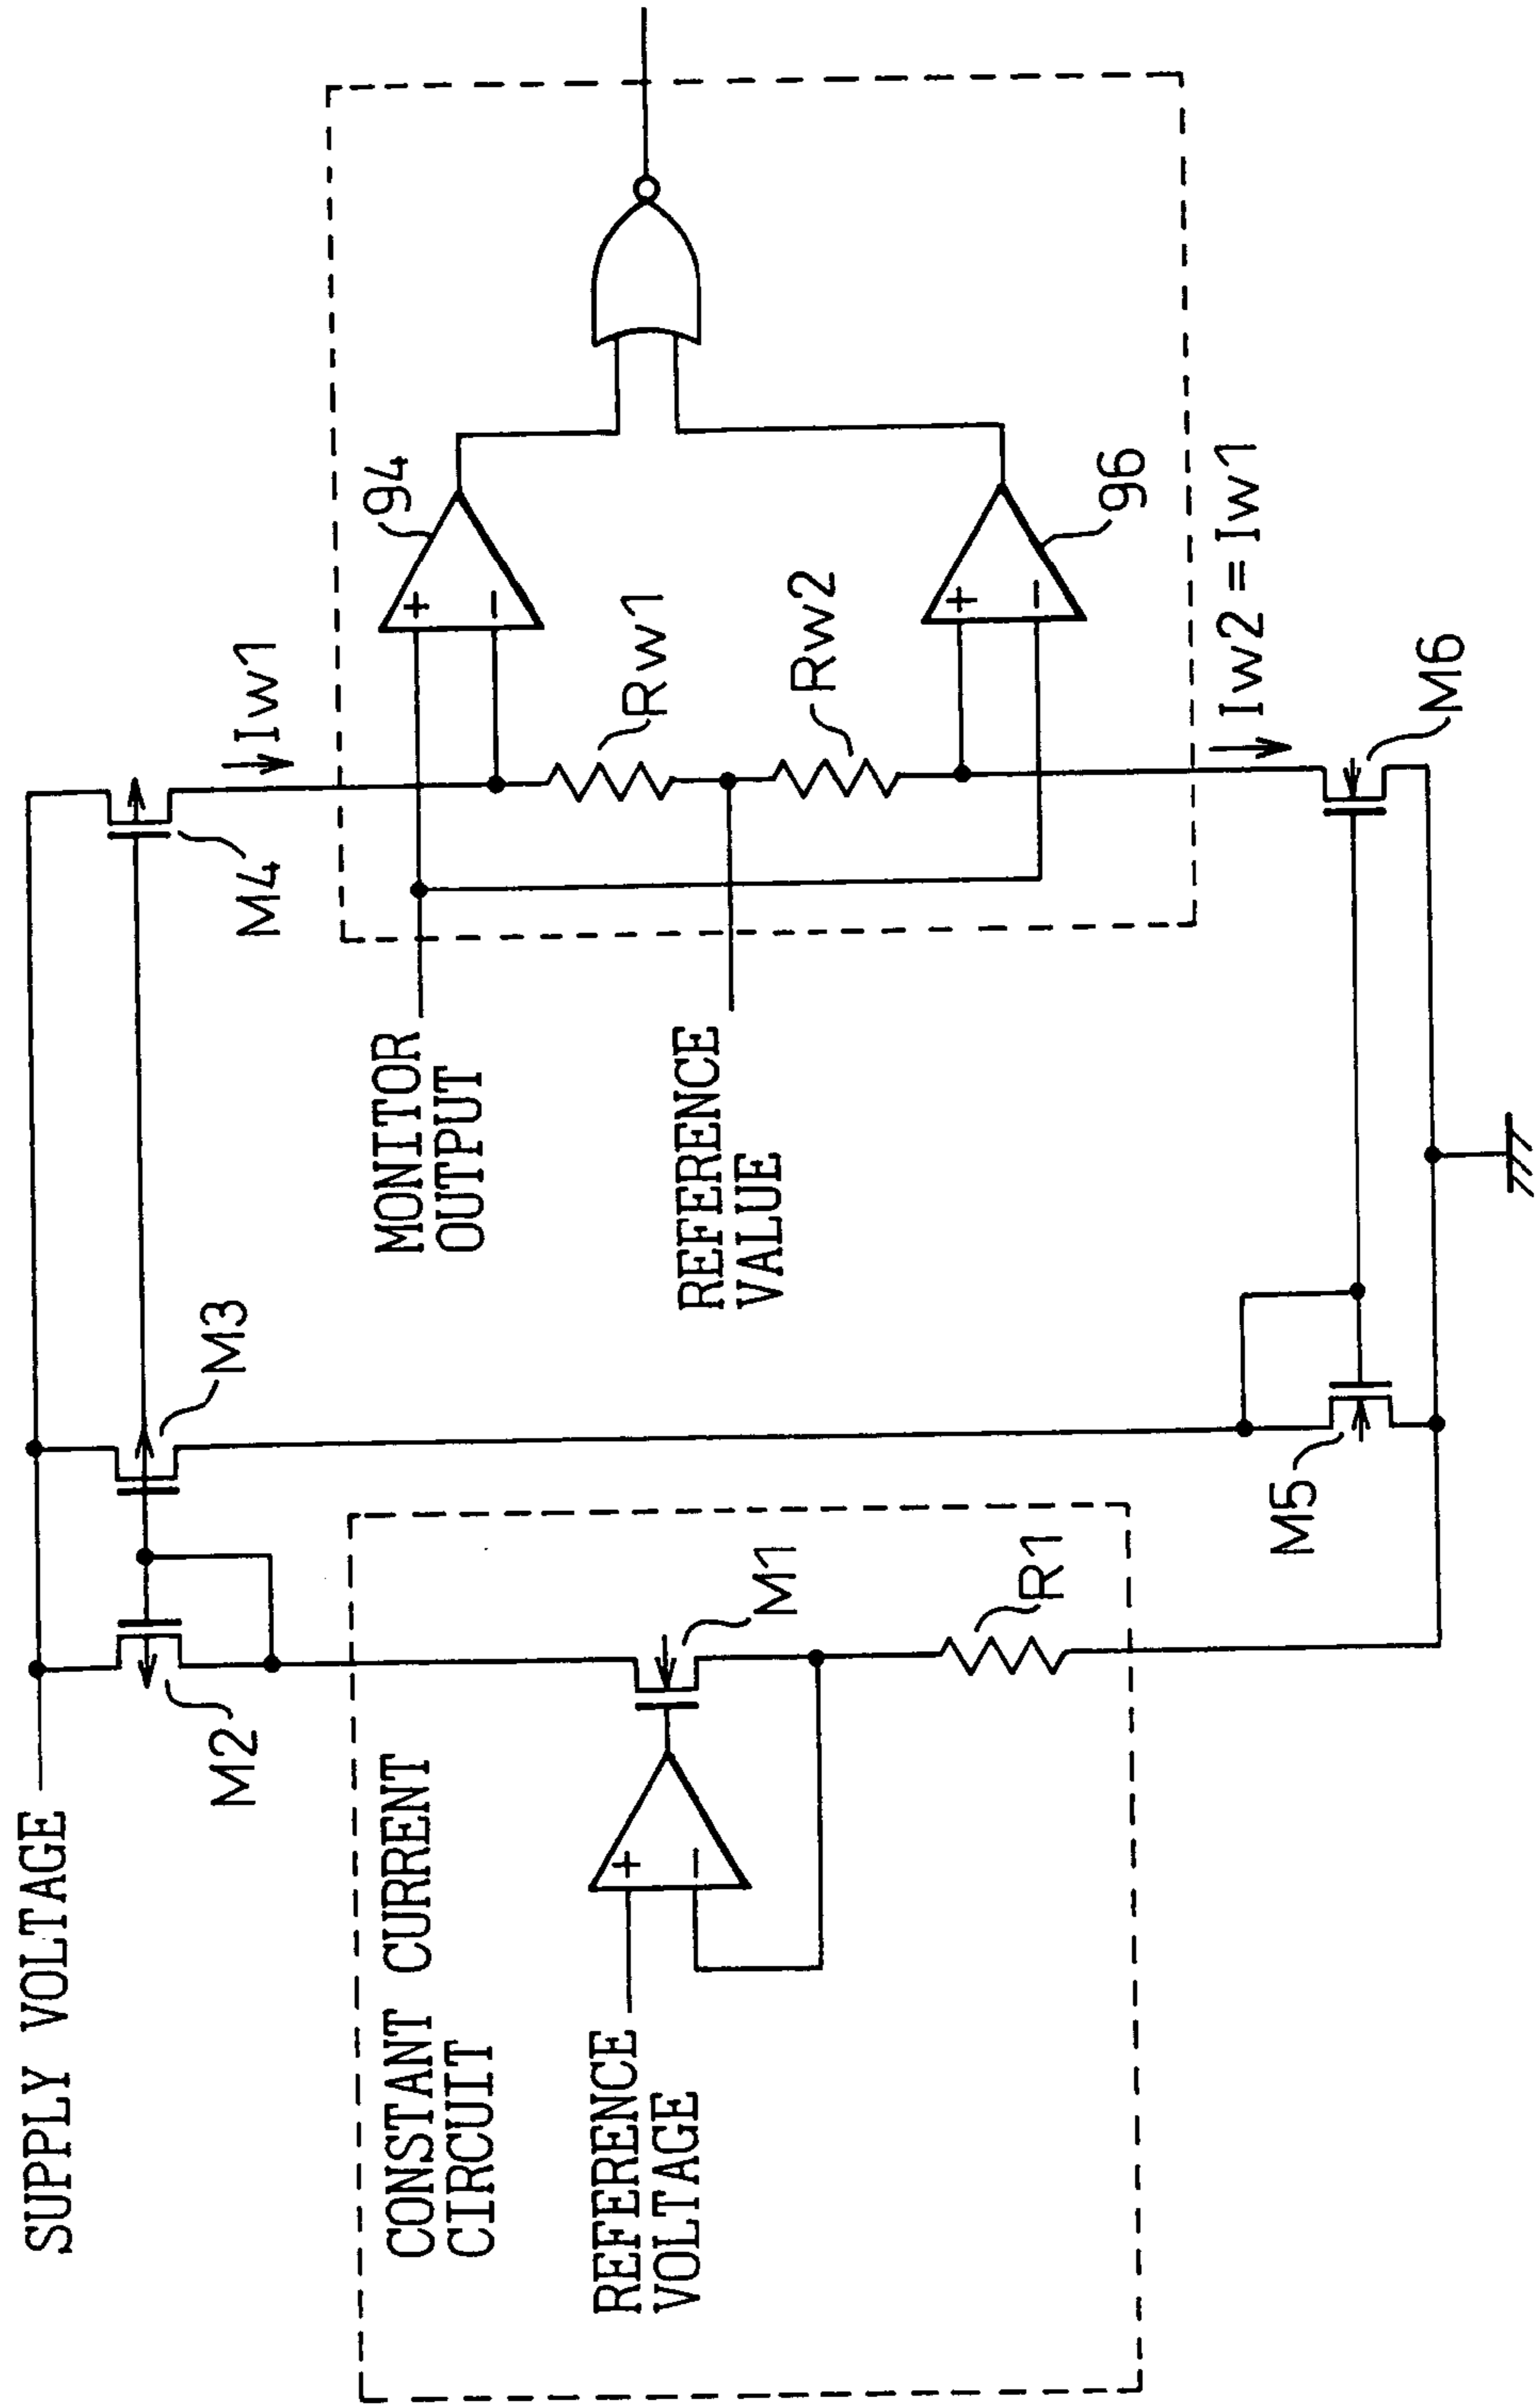 SUPPLY VOLTAGE
M2
M3
M4
Iw1
CONSTANT CURRENT
CIRCUIT
REFERENCE
VOLTAGE
+
−
M1
R1
M5
MONITOR
OUTPUT
REFERENCE
VALUE
+
−
94
Rw1
Rw2
+
−
96
Iw2=Iw1
M6